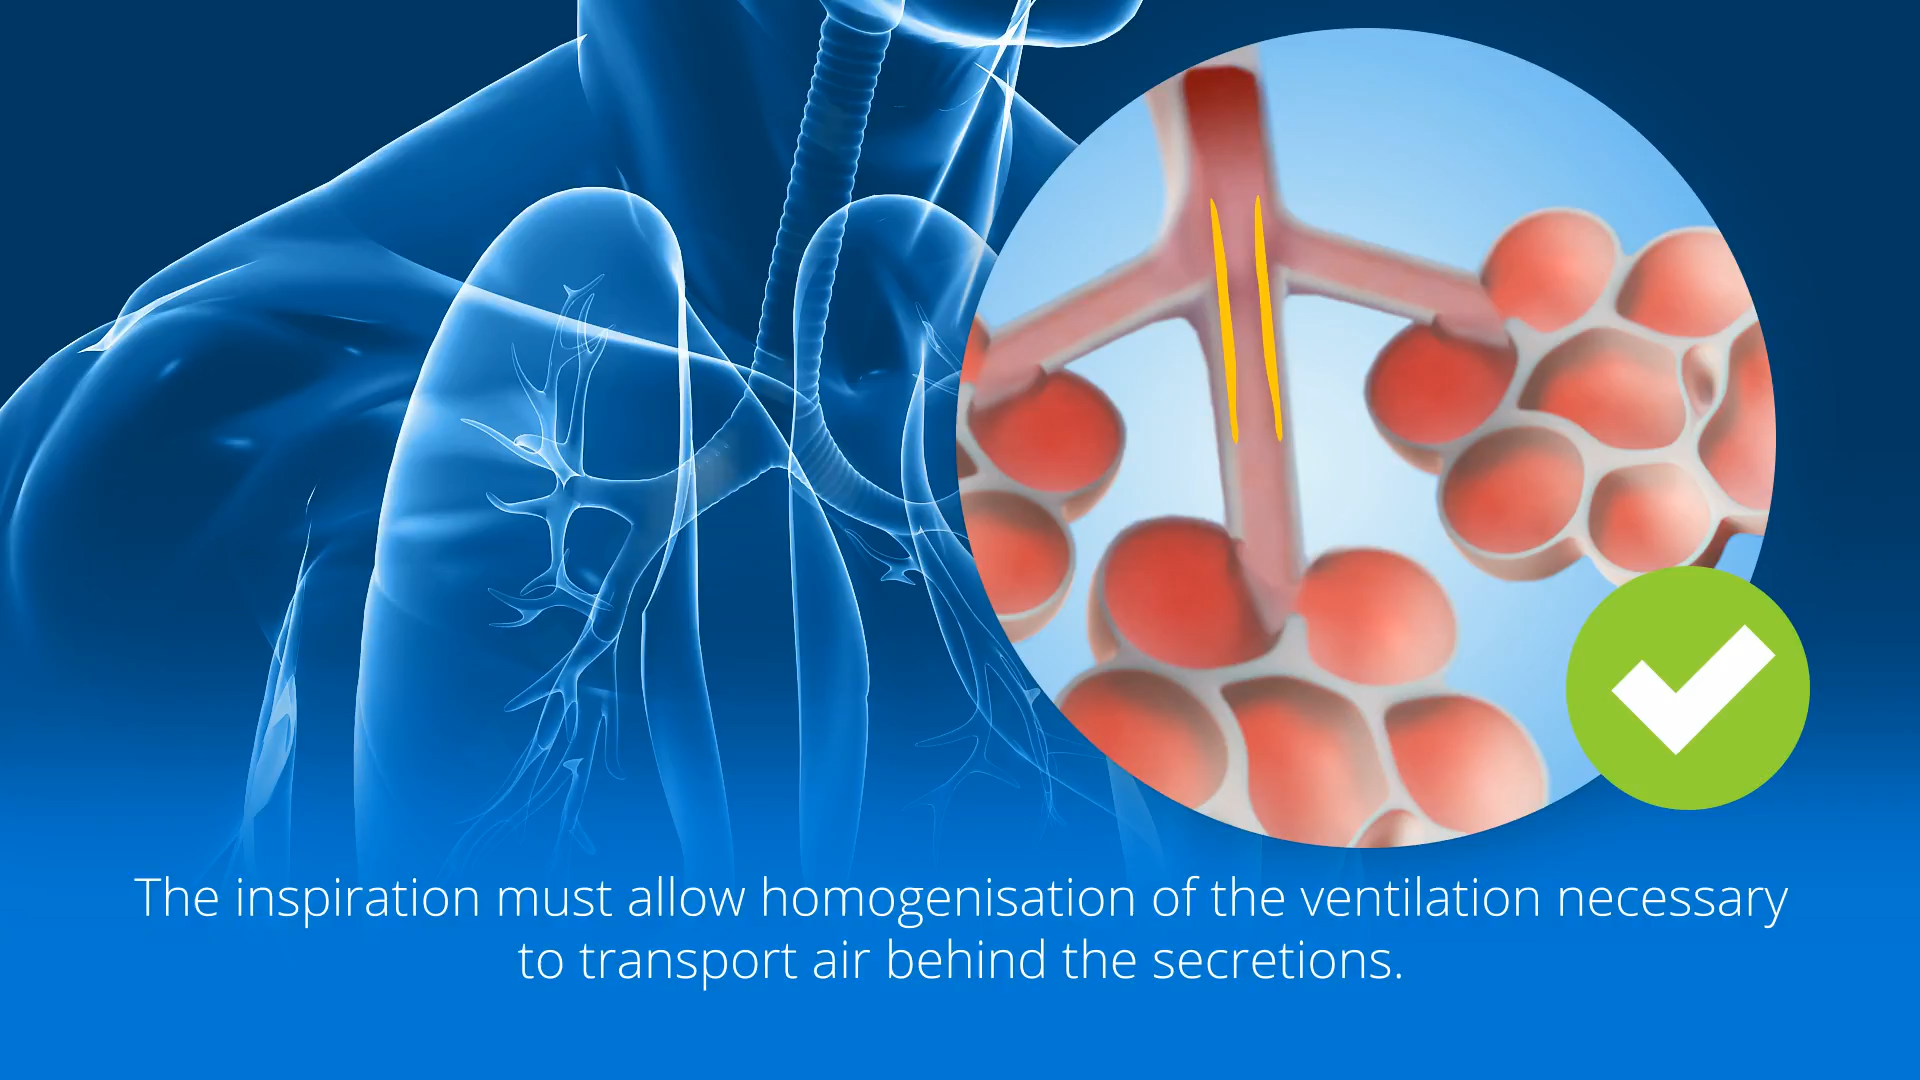 The inspiration must allow homogenisation of the ventilation necessary
to transport air behind the secretions.